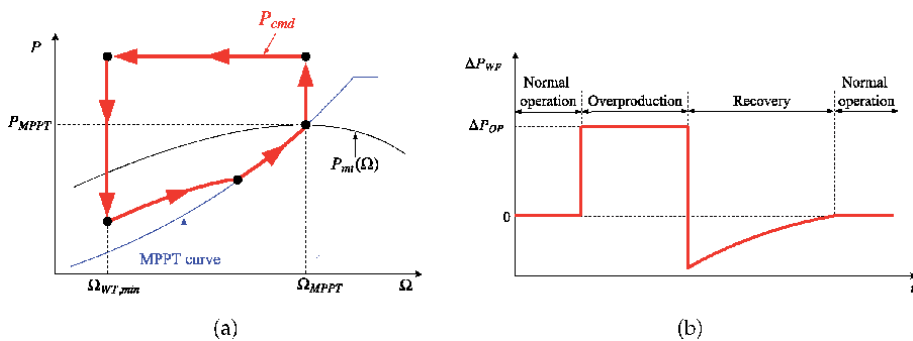 P
P_cmd
P_MPPT
P_mt(Ω)
MPPT curve
Ω_WT,min
Ω_MPPT
Ω
(a)
ΔP_WF
Normal operation
Overproduction
Recovery
Normal operation
ΔP_OP
0
t
(b)